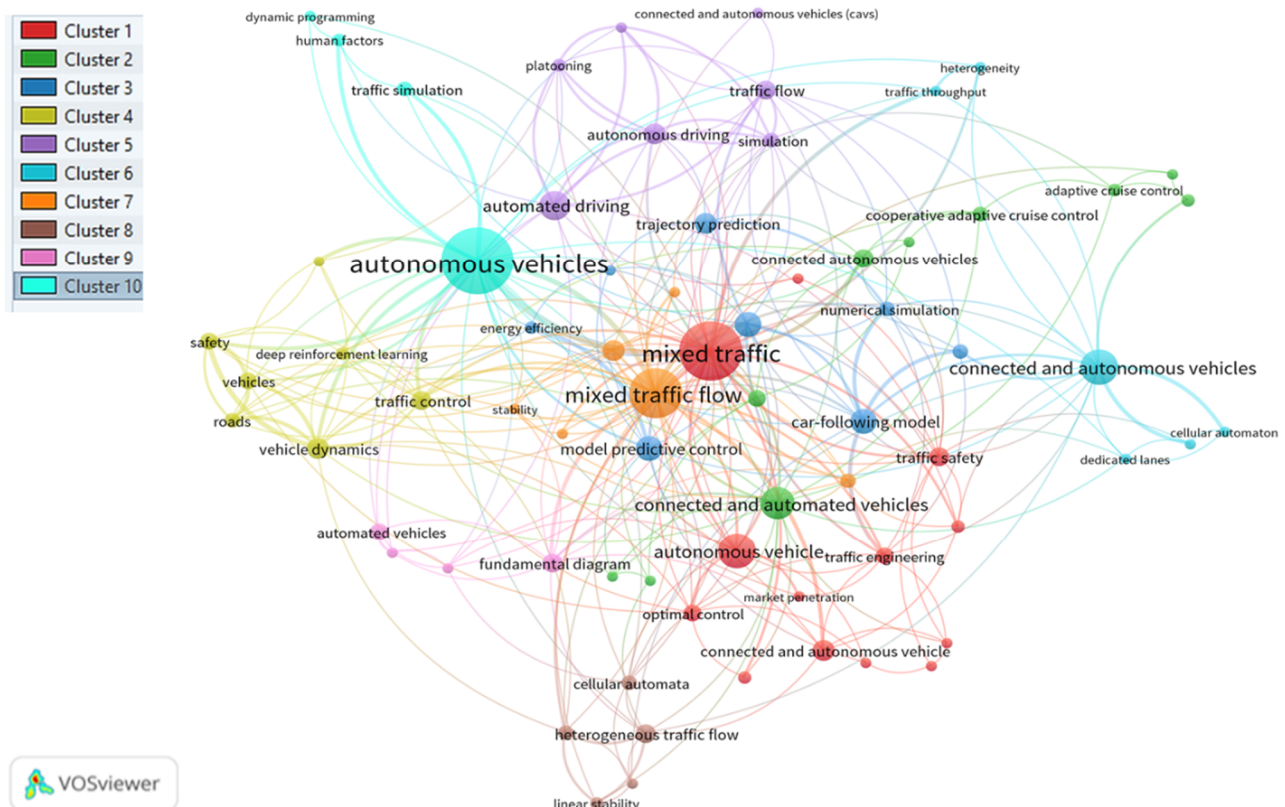 Cluster 1
Cluster 2
Cluster 3
Cluster 4
Cluster 5
Cluster 6
Cluster 7
Cluster 8
Cluster 9
Cluster 10
connected and autonomous vehicles (cavs)
dynamic programming
human factors
platooning
heterogeneity
traffic simulation
traffic flow
traffic throughput
autonomous driving
simulation
adaptive cruise control
automated driving
cooperative adaptive cruise control
trajectory prediction
connected autonomous vehicles
autonomous vehicles
numerical simulation
energy efficiency
safety
deep reinforcement learning
mixed traffic
connected and autonomous vehicles
vehicles
mixed traffic flow
traffic control
stability
roads
car-following model
cellular automaton
vehicle dynamics
model predictive control
traffic safety
dedicated lanes
connected and automated vehicles
automated vehicles
autonomous vehicle
traffic engineering
fundamental diagram
market penetration
optimal control
connected and autonomous vehicle
cellular automata
heterogeneous traffic flow
linear stability
VOSviewer